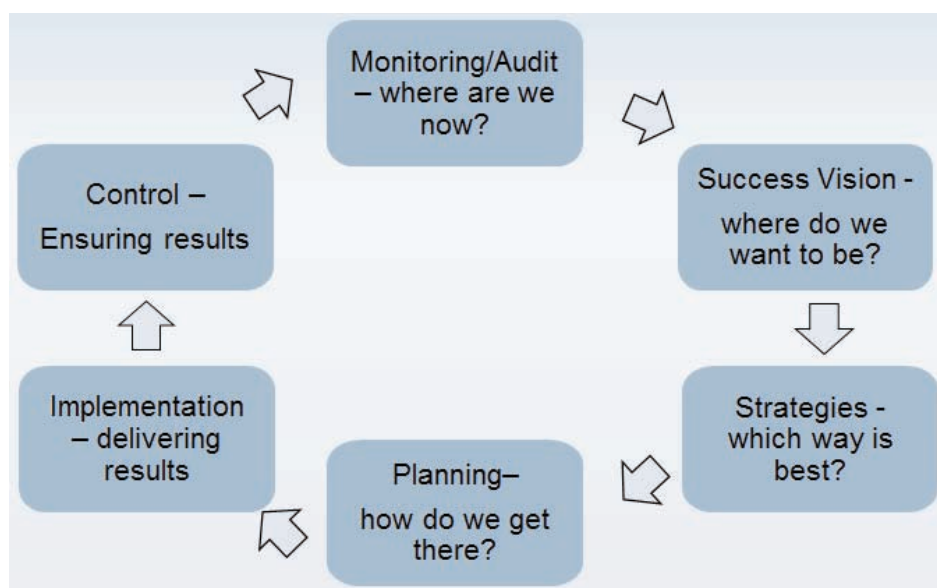 Monitoring/Audit
– where are we
now?
Success Vision -
where do we
want to be?
Strategies -
which way is
best?
Planning–
how do we get
there?
Implementation
– delivering
results
Control –
Ensuring results